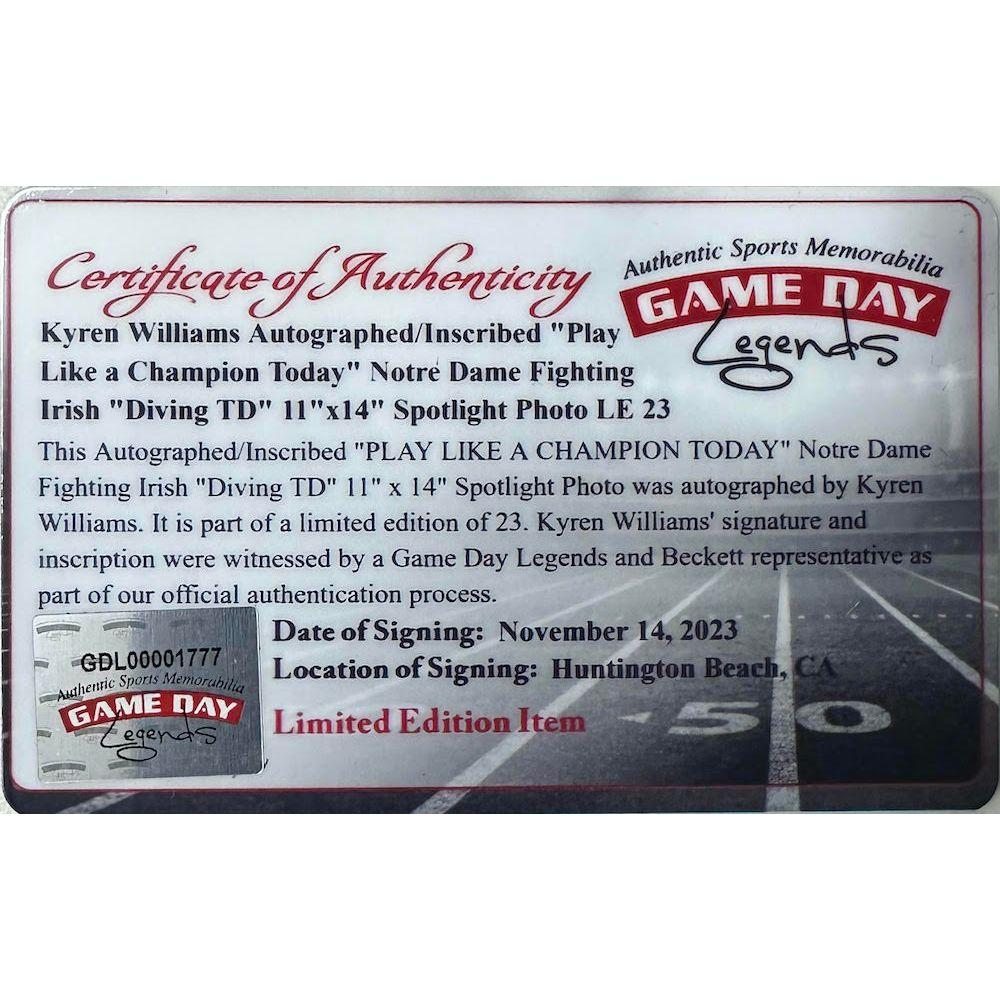 Certificate of Authenticity
Authentic Sports Memorabilia
GAME DAY
Legends
Kyren Williams Autographed/Inscribed "Play
Like a Champion Today" Notre Dame Fighting
Irish "Diving TD" 11"x14" Spotlight Photo LE 23
This Autographed/Inscribed "PLAY LIKE A CHAMPION TODAY" Notre Dame
Fighting Irish "Diving TD" 11" x 14" Spotlight Photo was autographed by Kyren
Williams. It is part of a limited edition of 23. Kyren Williams' signature and
inscription were witnessed by a Game Day Legends and Beckett representative as
part of our official authentication process.
Date of Signing: November 14, 2023
Location of Signing: Huntington Beach, CA
Limited Edition Item
50
GDL00001777
Authentic Sports Memorabilia
GAME DAY
Legends